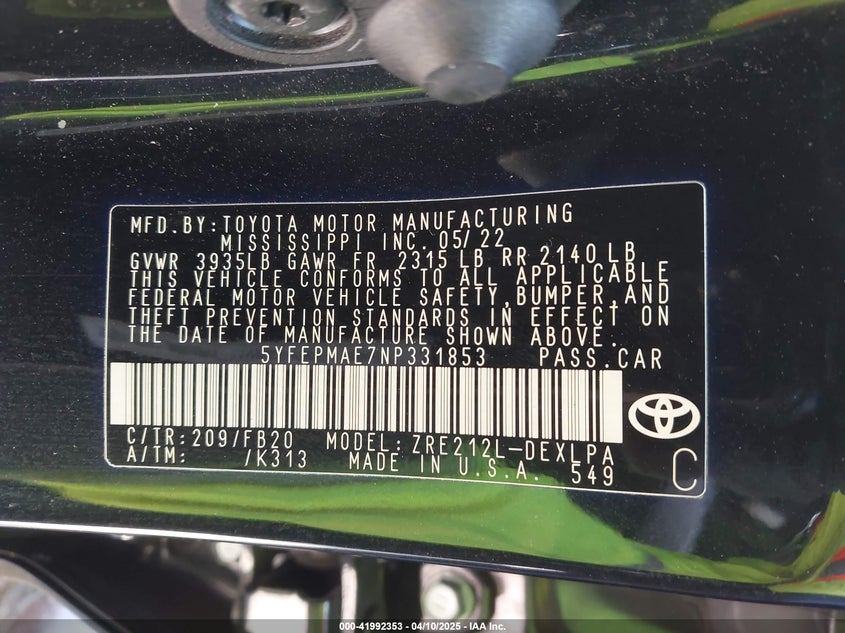 MFD.BY:TOYOTA MOTOR MANUFACTURING
MISSISSIPPI INC. 05/22
GVWR 3935LB GAWR FR 2315 LB RR 2140 LB
THIS VEHICLE CONFORMS TO ALL APPLICABLE
FEDERAL MOTOR VEHICLE SAFETY,BUMPER,AND
THEFT PREVENTION STANDARDS IN EFFECT ON
THE DATE OF MANUFACTURE SHOWN ABOVE.
5YFEPMAE7NP331853 PASS.CAR
C/TR:209/FB20 MODEL:ZRE212L-DEXLPA
A/TM: /K313 MADE IN U.S.A. 549
C
000-41992353 - 04/10/2025 - IAA Inc.